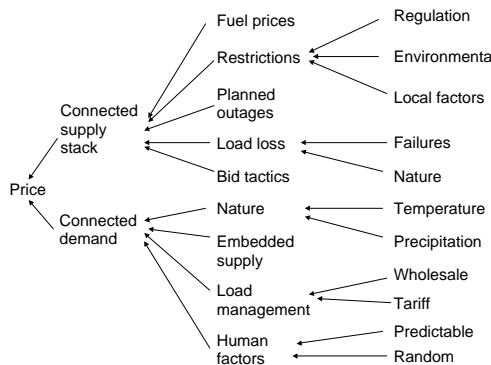 Fuel prices
Regulation
Restrictions
Environmenta
Planned
outages
Local factors
Connected
supply
stack
Load loss
Failures
Bid tactics
Nature
Price
Connected
demand
Nature
Temperature
Embedded
supply
Precipitation
Load
management
Wholesale
Tariff
Human
factors
Predictable
Random